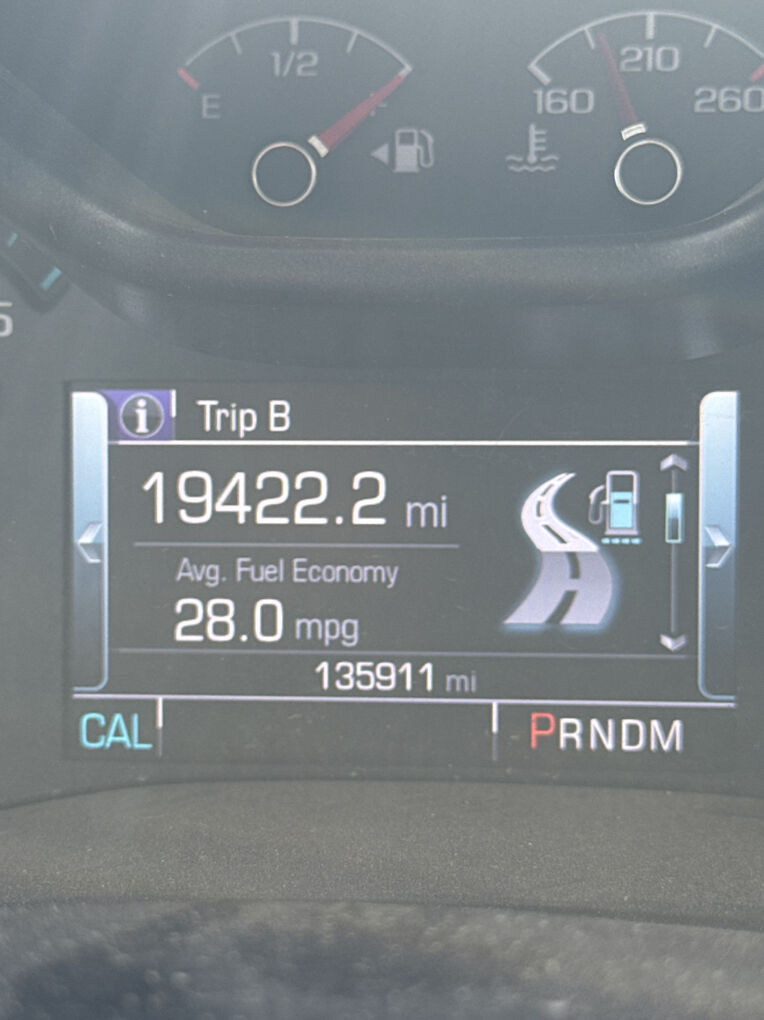 1/2
E F
160 210 260
5
i Trip B
19422.2 mi
Avg. Fuel Economy
28.0 mpg
135911 mi
CAL PRNDM